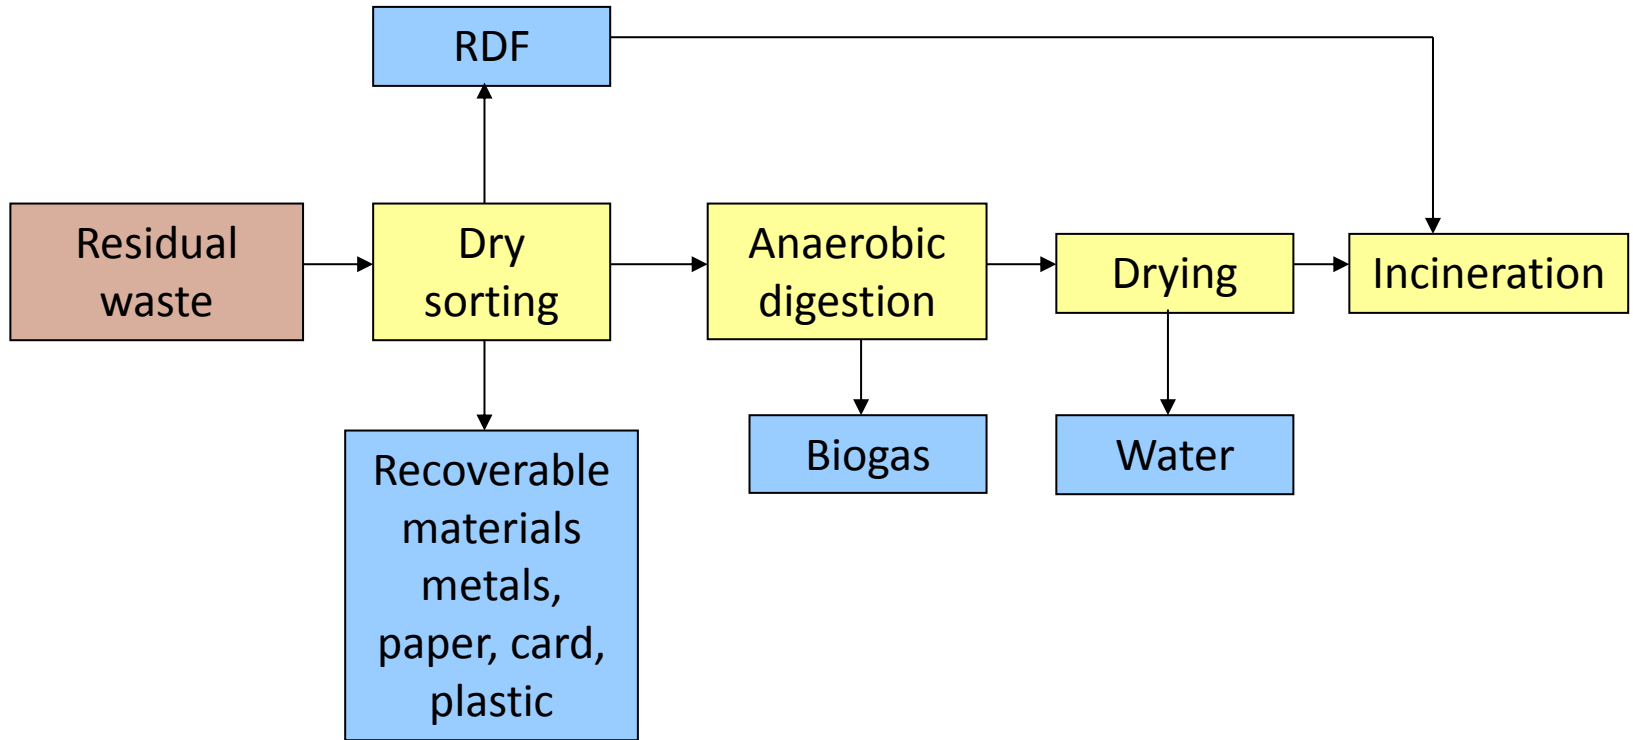 RDF
Residual
waste
Dry
sorting
Anaerobic
digestion
Drying
Incineration
Recoverable
materials
metals,
paper, card,
plastic
Biogas
Water